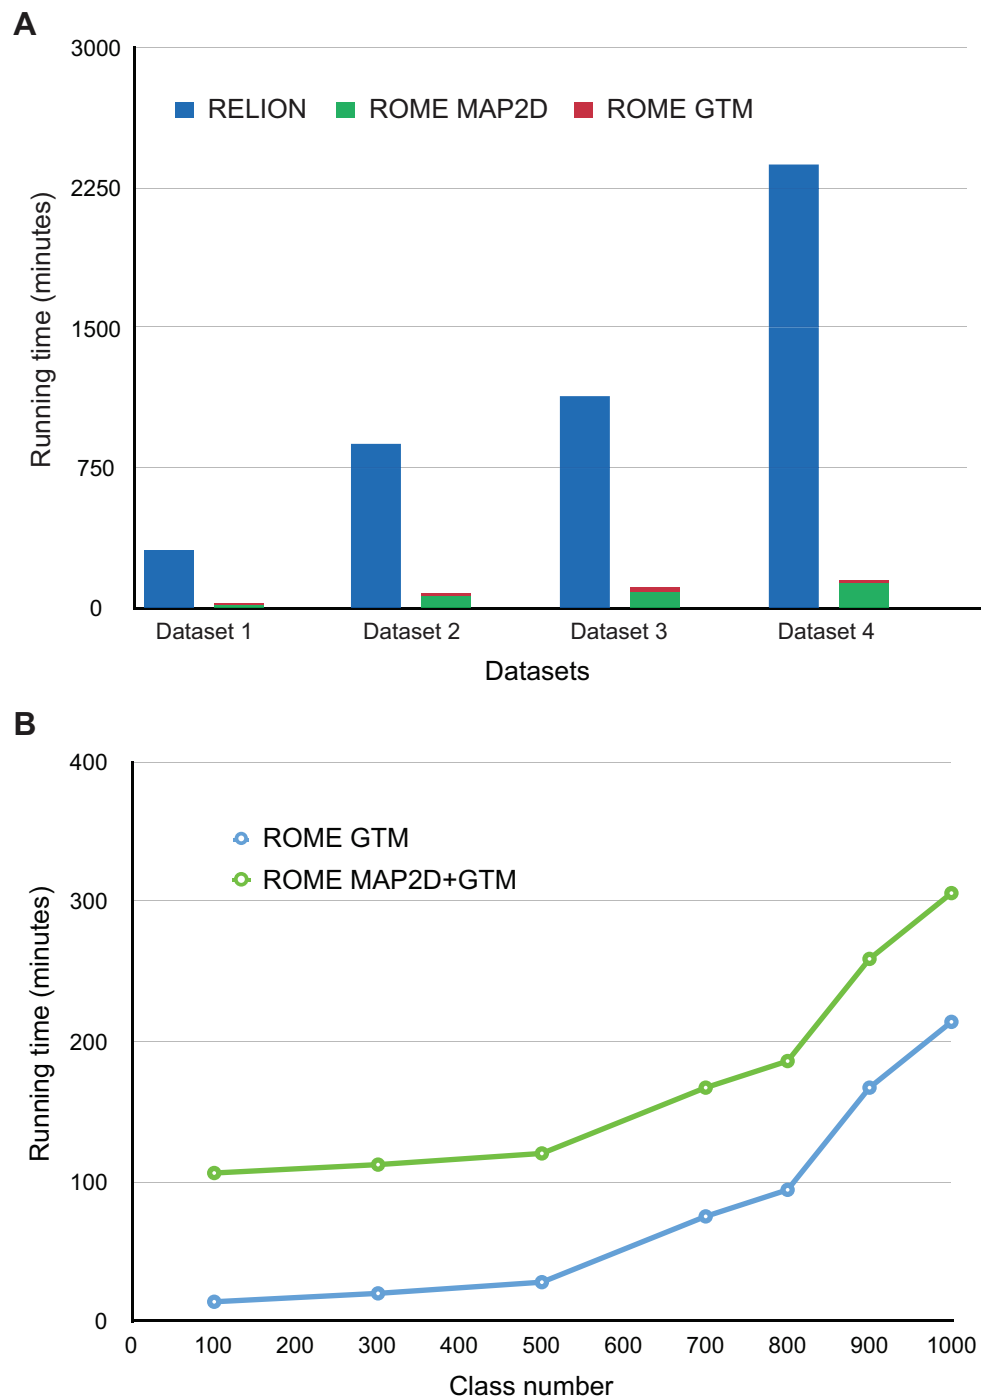 A
3000
RELION ROME MAP2D ROME GTM
2250
1500
750
0
Running time (minutes)
Dataset 1 Dataset 2 Dataset 3 Dataset 4
Datasets
B
400
ROME GTM
ROME MAP2D+GTM
300
200
100
0
Running time (minutes)
0 100 200 300 400 500 600 700 800 900 1000
Class number